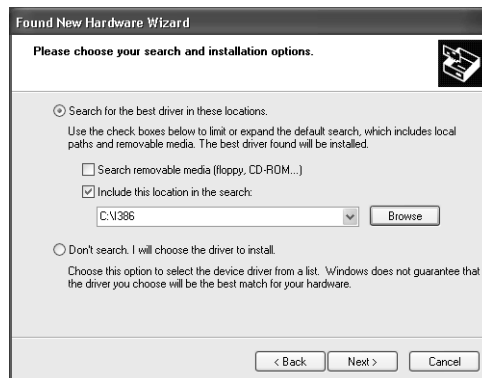 Found New Hardware Wizard
Please choose your search and installation options.
Search for the best driver in these locations.
Use the check boxes below to limit or expand the default search, which includes local
paths and removable media. The best driver found will be installed.
Search removable media (floppy, CD-ROM...)
Include this location in the search:
C:\I386
Browse
Don't search. I will choose the driver to install.
Choose this option to select the device driver from a list. Windows does not guarantee that
the driver you choose will be the best match for your hardware.
< Back Next > Cancel